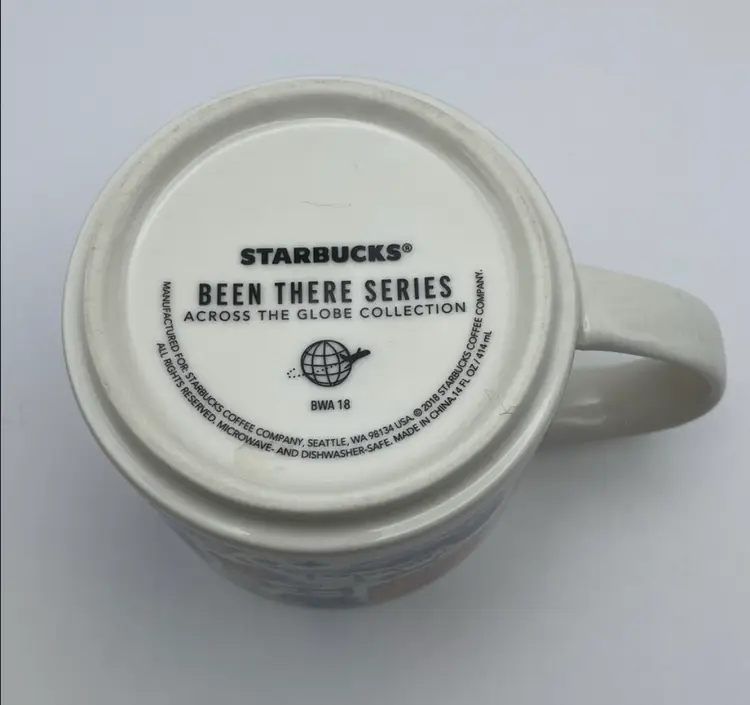 STARBUCKS®
BEEN THERE SERIES
ACROSS THE GLOBE COLLECTION
BWA 18
MANUFACTURED FOR: STARBUCKS COFFEE COMPANY, SEATTLE, WA 98134 USA. © 2018 STARBUCKS COFFEE COMPANY.
ALL RIGHTS RESERVED. MICROWAVE- AND DISHWASHER-SAFE. MADE IN CHINA.14 FL OZ / 414 mL